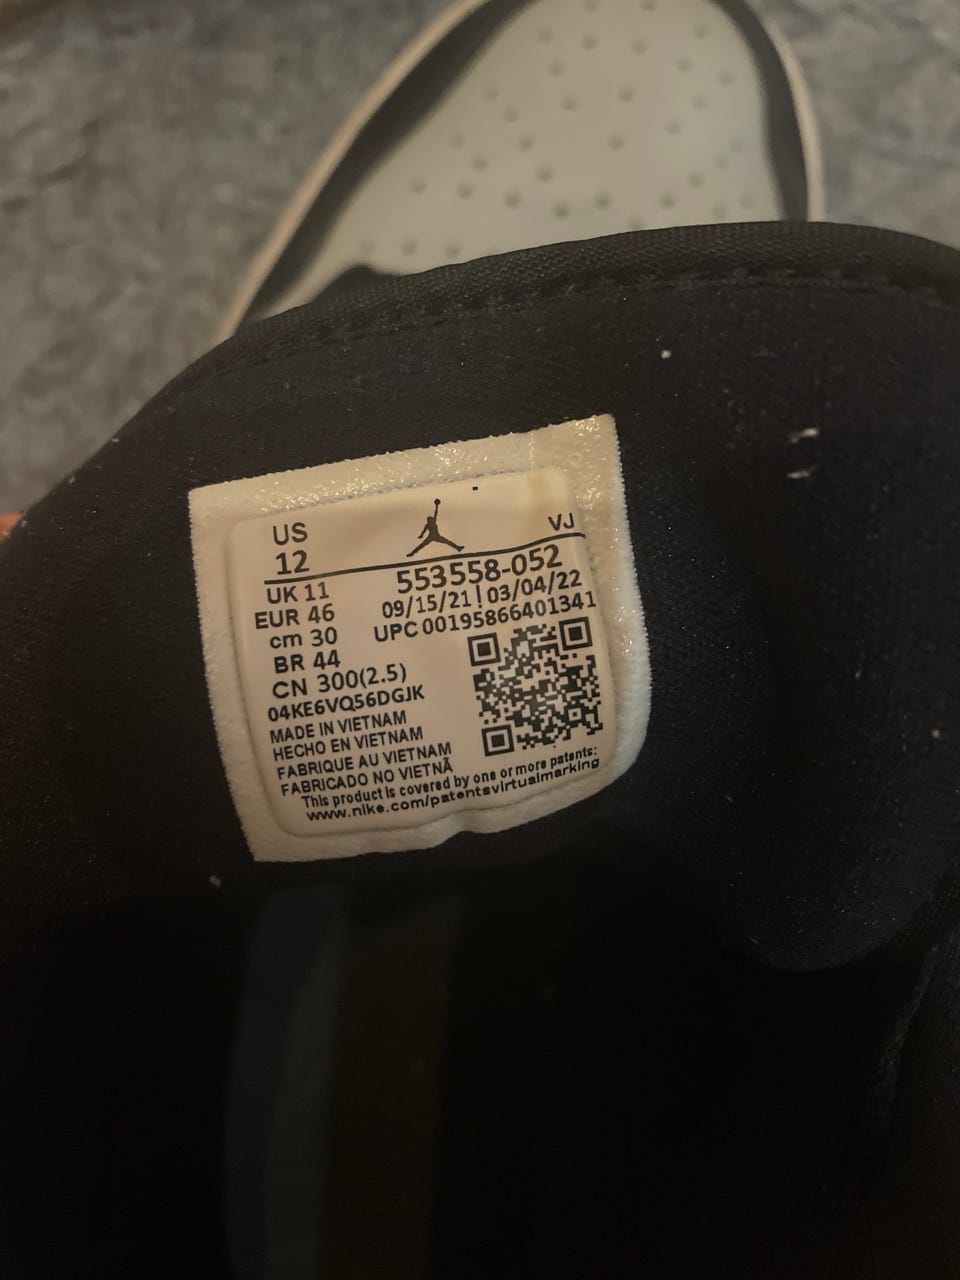 US
12
VJ
UK 11
EUR 46
cm 30
BR 44
CN 300(2.5)
553558-052
09/15/21 | 03/04/22
UPC 00195866401341
04KE6VQ56DGJK
MADE IN VIETNAM
HECHO EN VIETNAM
FABRIQUE AU VIETNAM
FABRICADO NO VIETNÃ
This product is covered by one or more patents:
www.nike.com/patentsvirtualmarking